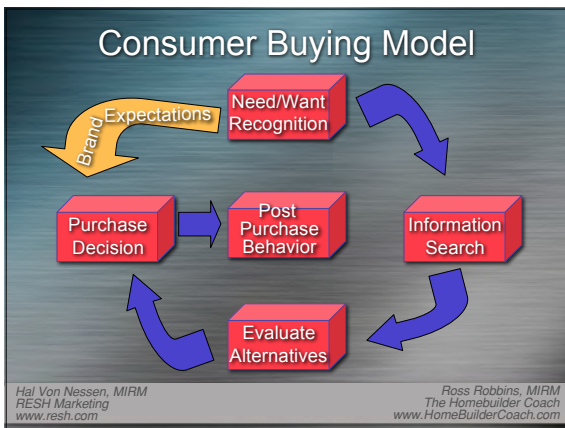 Consumer Buying Model
Need/Want
Recognition
Brand Expectations
Purchase
Decision
Post
Purchase
Behavior
Information
Search
Evaluate
Alternatives
Hal Von Nessen, MIRM
RESH Marketing
www.resh.com
Ross Robbins, MIRM
The Homebuilder Coach
www.HomeBuilderCoach.com